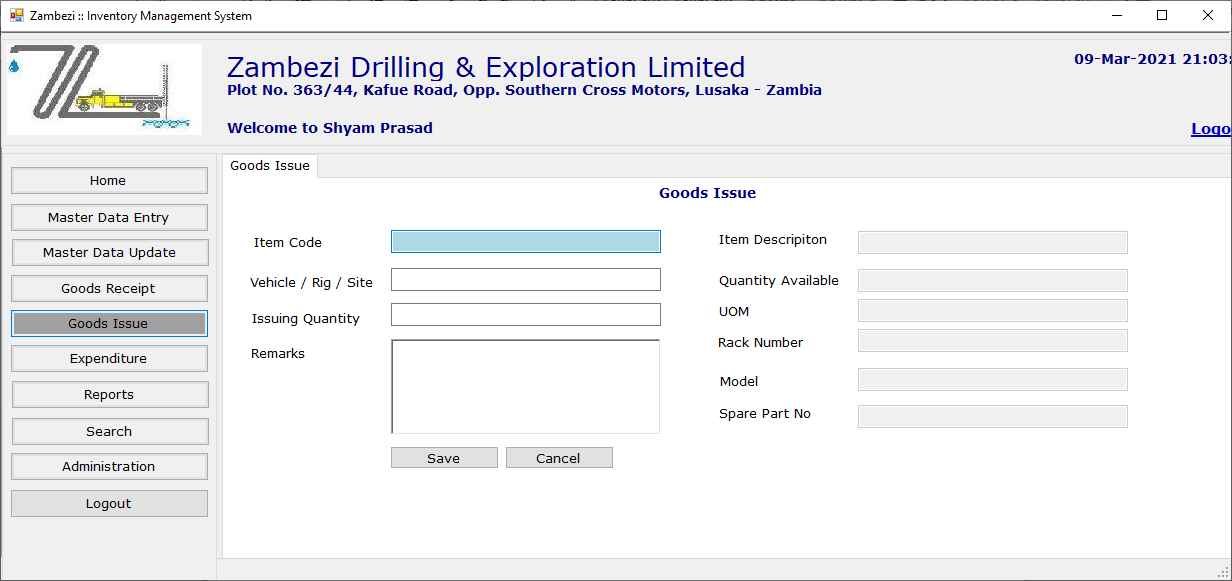 Zambezi :: Inventory Management System
Zambezi Drilling & Exploration Limited
09-Mar-2021 21:03:
Plot No. 363/44, Kafue Road, Opp. Southern Cross Motors, Lusaka - Zambia
Welcome to Shyam Prasad
Logo
Home
Master Data Entry
Master Data Update
Goods Receipt
Goods Issue
Expenditure
Reports
Search
Administration
Logout
Goods Issue
Goods Issue
Item Code
Vehicle / Rig / Site
Issuing Quantity
Remarks
Save Cancel
Item Descripiton
Quantity Available
UOM
Rack Number
Model
Spare Part No